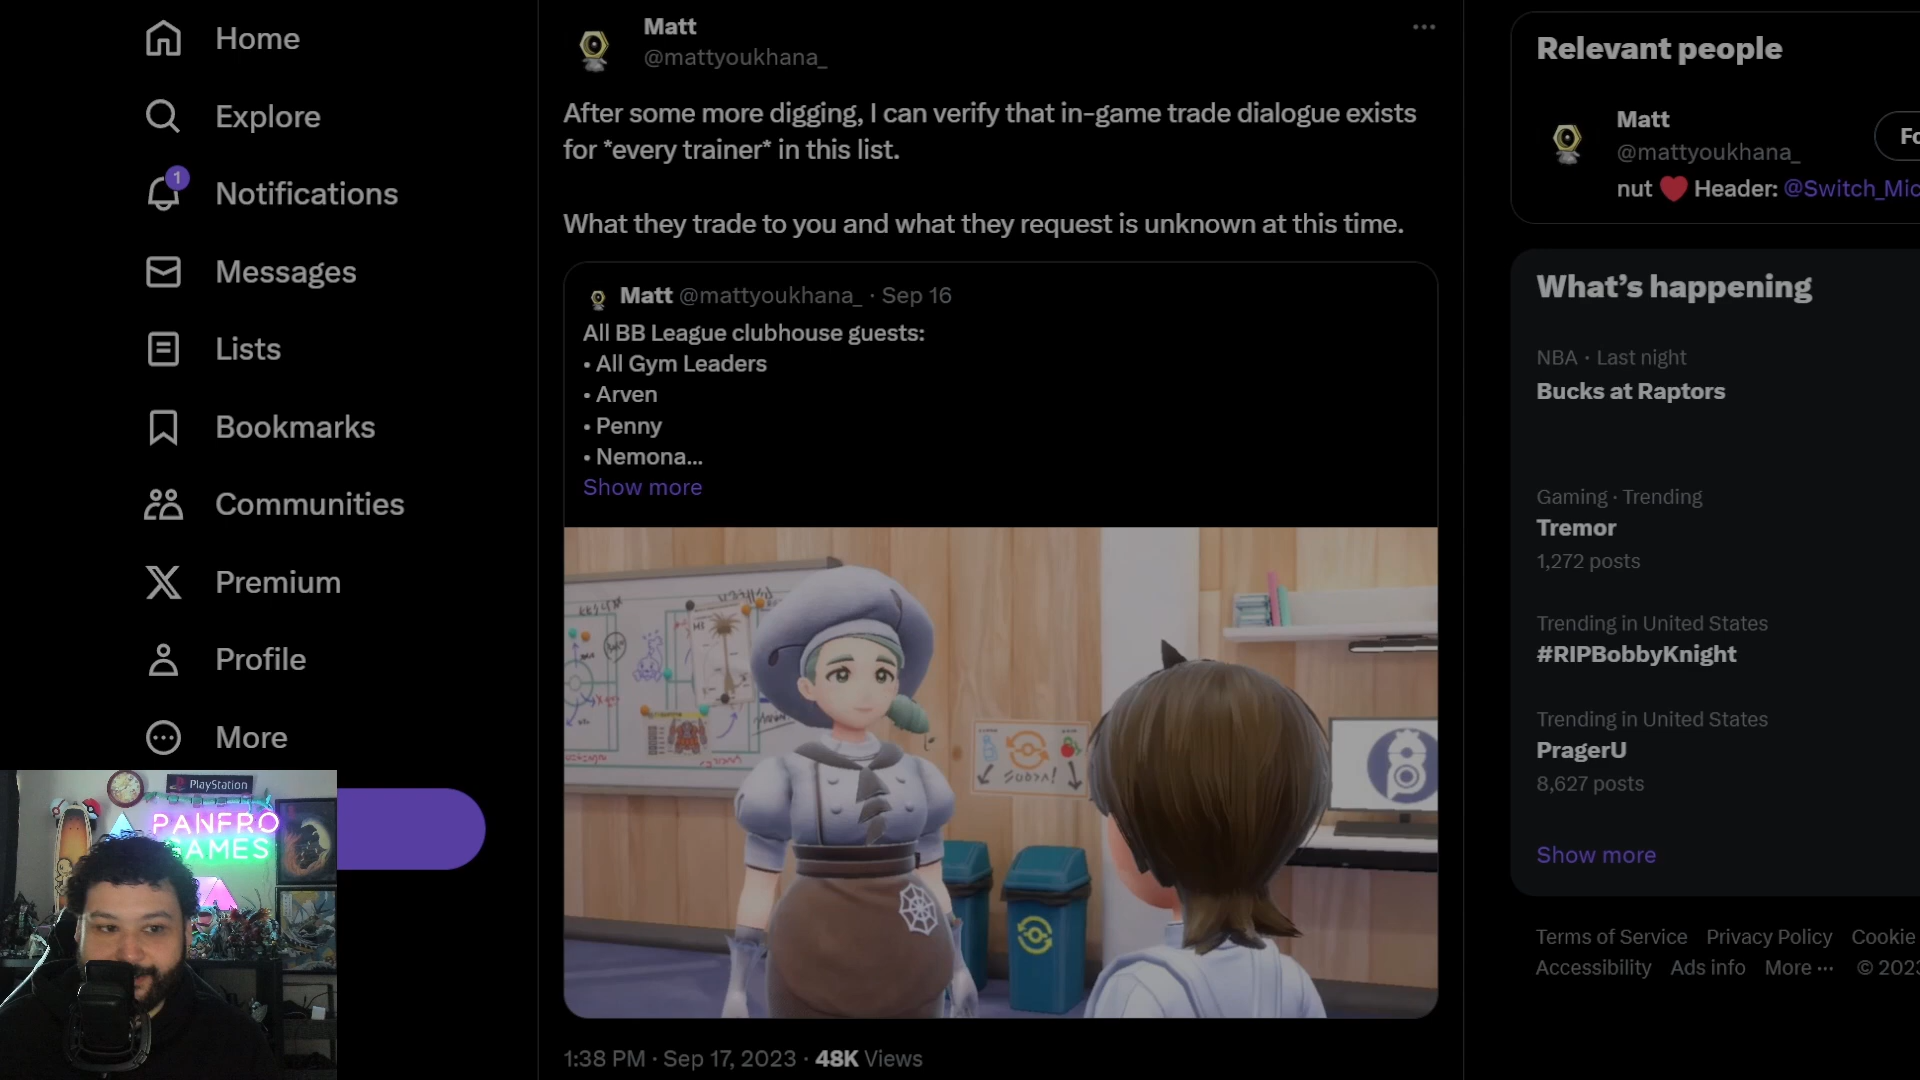 Home
Explore
1
Notifications
Messages
Lists
Bookmarks
Communities
Premium
Profile
More
Matt
@mattyoukhana_
After some more digging, I can verify that in-game trade dialogue exists
for *every trainer* in this list.
What they trade to you and what they request is unknown at this time.
Matt @mattyoukhana_ · Sep 16
All BB League clubhouse guests:
• All Gym Leaders
• Arven
• Penny
• Nemona...
Show more
1:38 PM · Sep 17, 2023 · 48K Views
Relevant people
Matt
@mattyoukhana_
Fo
nut ❤️ Header: @Switch_Mic
What's happening
NBA · Last night
Bucks at Raptors
Gaming · Trending
Tremor
1,272 posts
Trending in United States
#RIPBobbyKnight
Trending in United States
PragerU
8,627 posts
Show more
Terms of Service Privacy Policy Cookie
Accessibility Ads info More ··· © 2023
PlayStation
PANFRO
GAMES